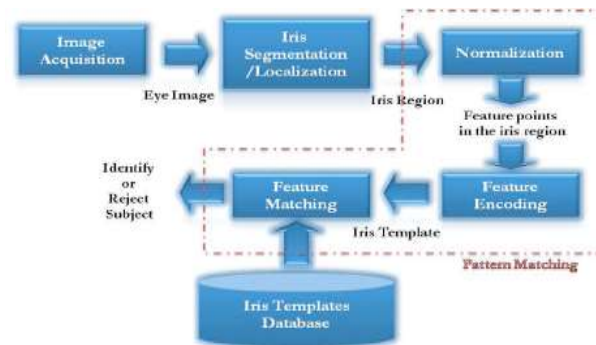 Image
Acquisition
Eye Image
Iris
Segmentation
/Localization
Iris Region
Normalization
Feature points
in the iris region
Feature
Encoding
Iris Template
Feature
Matching
Identify
or
Reject
Subject
Pattern Matching
Iris Templates
Database